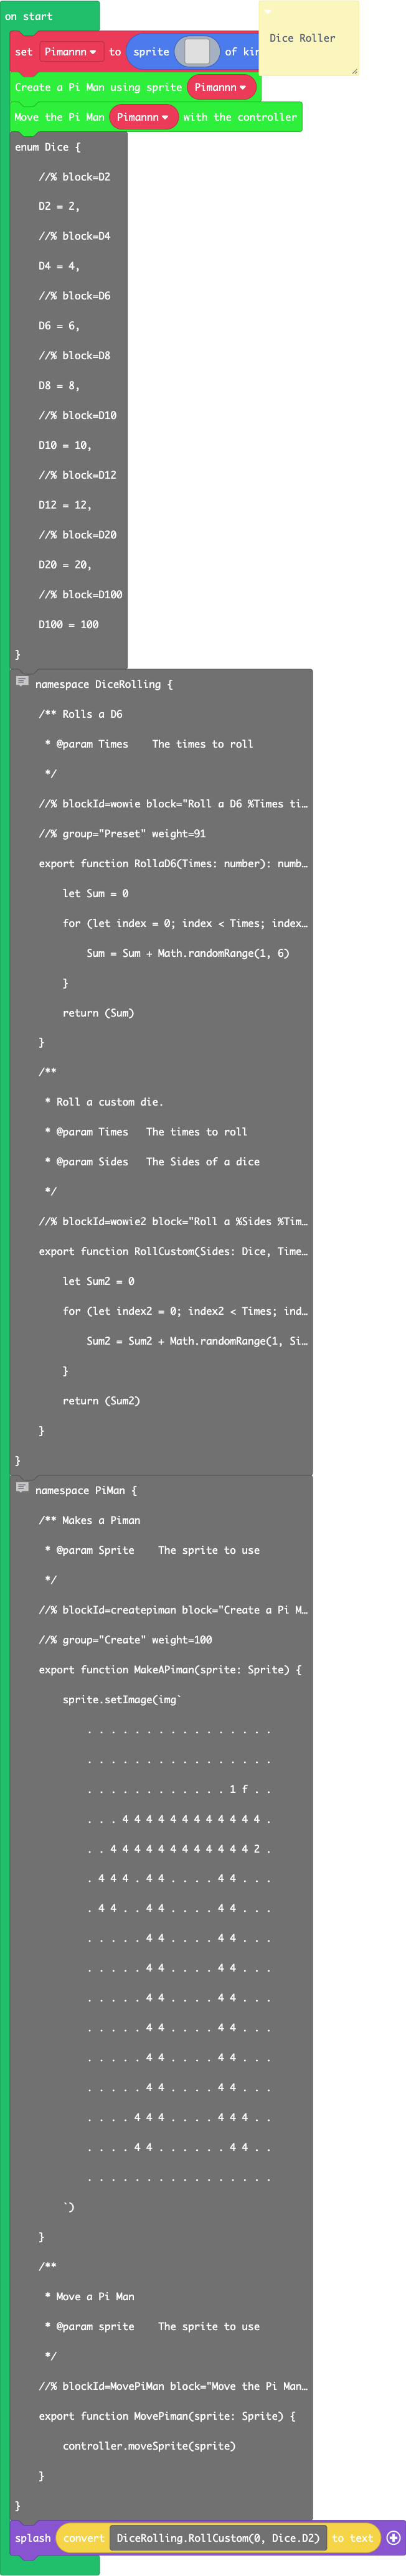 on start
set Pimannn to sprite of kin
Dice Roller
Create a Pi Man using sprite Pimannn
Move the Pi Man Pimannn with the controller
enum Dice {
//% block=D2
D2 = 2,
//% block=D4
D4 = 4,
//% block=D6
D6 = 6,
//% block=D8
D8 = 8,
//% block=D10
D10 = 10,
//% block=D12
D12 = 12,
//% block=D20
D20 = 20,
//% block=D100
D100 = 100
}
namespace DiceRolling {
/** Rolls a D6
* @param Times    The times to roll
*/
//% blockId=wowie block="Roll a D6 %Times ti…
//% group="Preset" weight=91
export function RollaD6(Times: number): numb…
let Sum = 0
for (let index = 0; index < Times; index…
Sum = Sum + Math.randomRange(1, 6)
}
return (Sum)
}
/**
* Roll a custom die.
* @param Times   The times to roll
* @param Sides   The Sides of a dice
*/
//% blockId=wowie2 block="Roll a %Sides %Tim…
export function RollCustom(Sides: Dice, Time…
let Sum2 = 0
for (let index2 = 0; index2 < Times; ind…
Sum2 = Sum2 + Math.randomRange(1, Si…
}
return (Sum2)
}
}
namespace PiMan {
/** Makes a Piman
* @param Sprite    The sprite to use
*/
//% blockId=createpiman block="Create a Pi M…
//% group="Create" weight=100
export function MakeAPiman(sprite: Sprite) {
sprite.setImage(img`
. . . . . . . . . . . . . . . .
. . . . . . . . . . . . . . . .
. . . . . . . . . . . . 1 f . .
. . . 4 4 4 4 4 4 4 4 4 4 4 4 .
. . 4 4 4 4 4 4 4 4 4 4 4 4 2 .
. 4 4 4 . 4 4 . . . . 4 4 . . .
. 4 4 . . 4 4 . . . . 4 4 . . .
. . . . . 4 4 . . . . 4 4 . . .
. . . . . 4 4 . . . . 4 4 . . .
. . . . . 4 4 . . . . 4 4 . . .
. . . . . 4 4 . . . . 4 4 . . .
. . . . . 4 4 . . . . 4 4 . . .
. . . . . 4 4 . . . . 4 4 . . .
. . . . 4 4 4 . . . . 4 4 4 . .
. . . . 4 4 . . . . . . 4 4 . .
. . . . . . . . . . . . . . . .
`)
}
/**
* Move a Pi Man
* @param sprite    The sprite to use
*/
//% blockId=MovePiMan block="Move the Pi Man…
export function MovePiman(sprite: Sprite) {
controller.moveSprite(sprite)
}
}
splash convert DiceRolling.RollCustom(0, Dice.D2) to text